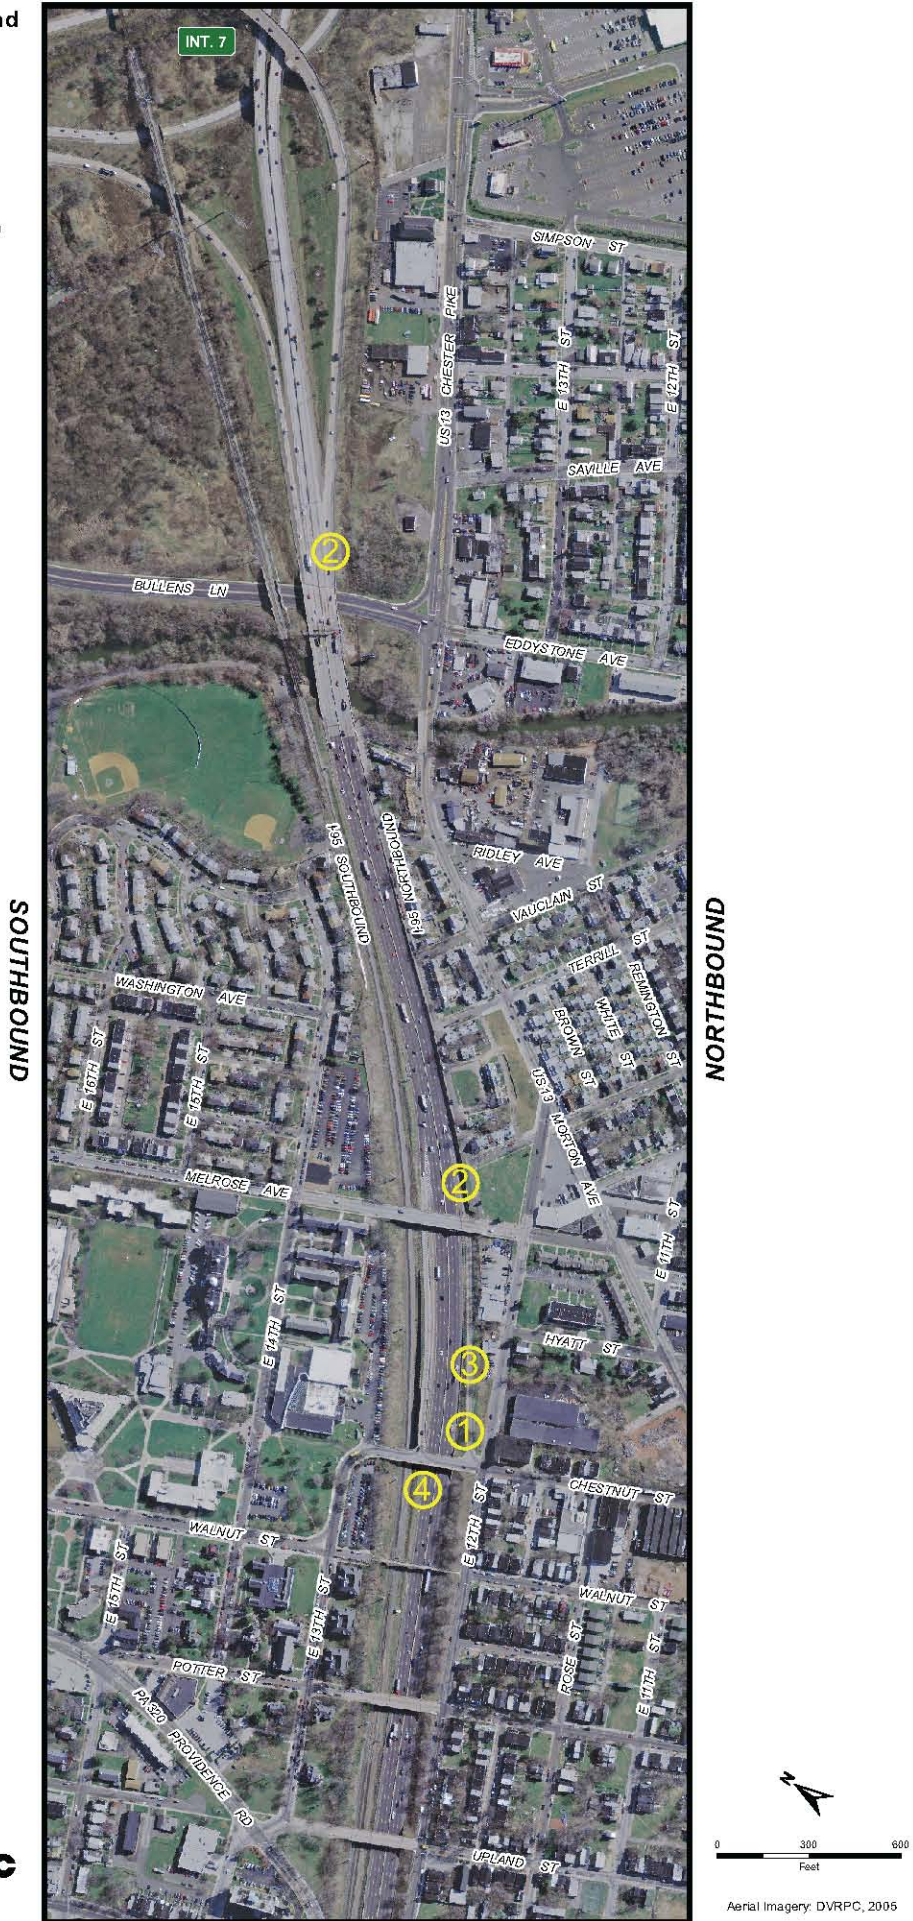 INT. 7
SIMPSON ST
US 13 CHESTER PIKE
E 13TH ST
E 12TH ST
SAVILLE AVE
2
BULLENS LN
EDDYSTONE AVE
I-95 SOUTHBOUND
I-95 NORTHBOUND
RIDLEY AVE
VAUCLAIN ST
TERRILL ST
REMINGTON ST
WHITE ST
BROWN ST
SOUTHBOUND
NORTHBOUND
WASHINGTON AVE
E 16TH ST
E 15TH ST
US 13 MORTON AVE
2
MELROSE AVE
E 11TH ST
E 14TH ST
HYATT ST
3
1
4
CHESTNUT ST
E 12TH ST
WALNUT ST
WALNUT ST
E 15TH ST
E 13TH ST
ROSE ST
E 11TH ST
POTTER ST
PA 320 PROVIDENCE RD
UPLAND ST
N
0 300 600
Feet
Aerial Imagery: DVRPC, 2005